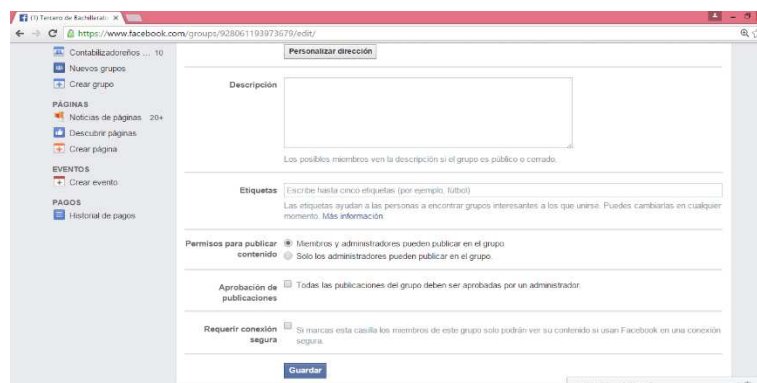 (1) Tercero de Bachillerato
https://www.facebook.com/groups/928061193973679/edit/
Contabilizadoreños ... 10
Nuevos grupos
Crear grupo
PÁGINAS
Noticias de páginas 20+
Descubrir páginas
Crear página
EVENTOS
Crear evento
PAGOS
Historial de pagos
Personalizar dirección
Descripción
Los posibles miembros ven la descripción si el grupo es público o cerrado.
Etiquetas
Escribe hasta cinco etiquetas (por ejemplo, fútbol)
Las etiquetas ayudan a las personas a encontrar grupos interesantes a los que unirse. Puedes cambiarlas en cualquier
momento. Más información.
Permisos para publicar
contenido
Miembros y administradores pueden publicar en el grupo.
Solo los administradores pueden publicar en el grupo.
Aprobación de
publicaciones
Todas las publicaciones del grupo deben ser aprobadas por un administrador.
Requerir conexión
segura
Si marcas esta casilla los miembros de este grupo solo podrán ver su contenido si usan Facebook en una conexión
segura.
Guardar